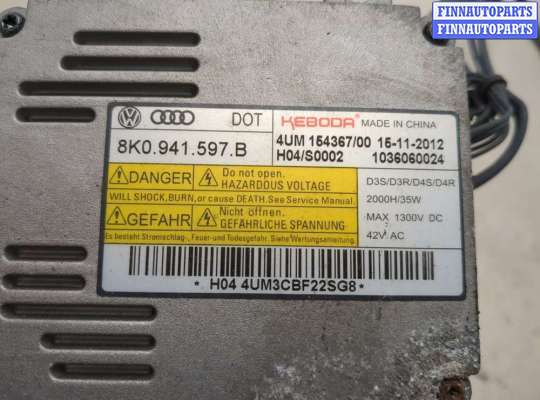 FINNAUTOPARTS
FINNAUTOPARTS
DOT
KEBODA MADE IN CHINA
8K0.941.597.B
4UM 154367/00 15-11-2012
H04/S0002 1036060024
DANGER
Do not open.
HAZARDOUS VOLTAGE
WILL SHOCK,BURN,or cause DEATH.See Service Manual.
GEFAHR
Nicht öffnen.
GEFÄHRLICHE SPANNUNG
Es besteht Stromschlag-, Feuer-und Todesgefahr. Siehe/Wartungsanleitung.
D3S/D3R/D4S/D4R
2000H/35W
MAX 1300V DC
42V AC
* H04 4UM3CBF22SG8 *